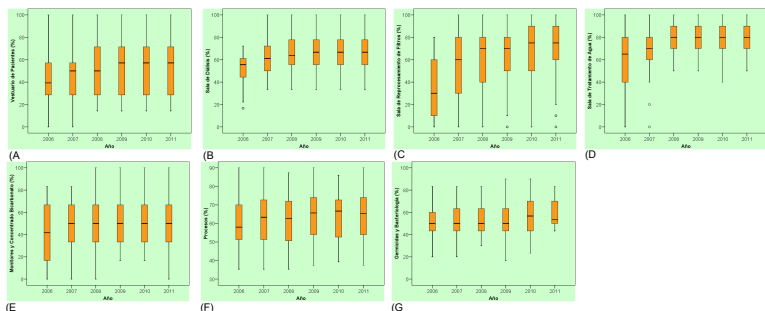 Vestuario de Pacientes (%)
100
80
60
40
20
0
2006 2007 2008 2009 2010 2011
Año
(A
Sala de Diálisis (%)
100
80
60
40
20
0
2006 2007 2008 2009 2010 2011
Año
(B
Sala de Reprocesamiento de Filtros (%)
100
80
60
40
20
0
2006 2007 2008 2009 2010 2011
Año
(C
Sala de Tratamiento de Agua (%)
100
80
60
40
20
0
2006 2007 2008 2009 2010 2011
Año
(D
Monitores y Concentrado Bicarbonato (%)
100
80
60
40
20
0
2006 2007 2008 2009 2010 2011
Año
(E
Procesos (%)
90
80
70
60
50
40
30
2006 2007 2008 2009 2010 2011
Año
(F
Germicidas y Bacteriología (%)
100
80
60
40
20
0
2006 2007 2008 2009 2010 2011
Año
(G